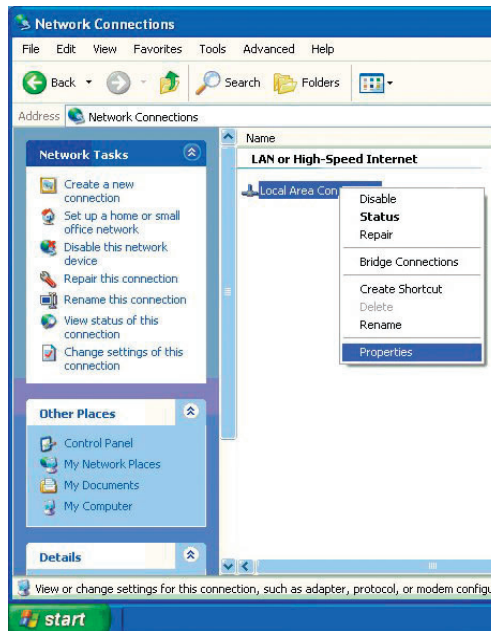 Network Connections
File Edit View Favorites Tools Advanced Help
Back Search Folders
Address Network Connections
Network Tasks
Create a new
connection
Set up a home or small
office network
Disable this network
device
Repair this connection
Rename this connection
View status of this
connection
Change settings of this
connection
Other Places
Control Panel
My Network Places
My Documents
My Computer
Details
Name
LAN or High-Speed Internet
Local Area Con
Disable
Status
Repair
Bridge Connections
Create Shortcut
Delete
Rename
Properties
View or change settings for this connection, such as adapter, protocol, or modem configu
start